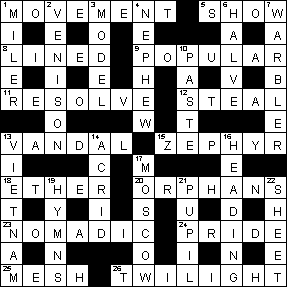 1 M O 2 V E 3 M E 4 N T 5 S 6 H O 7 W
I E O E A A
8 L I N E D 9 P O 10 P U L A R
E I E H A V B
11 R E S O L V E 12 S T E A L
O W T E
13 V A N D 14 A L 15 Z E P 16 H Y R
I C 17 M E
18 E T 19 H E R 20 O R 21 P H A N 22 S
T Y I S U D H
23 N O M A D I C 24 P R I D E
A N O I N E
25 M E S H 26 T W I L I G H T